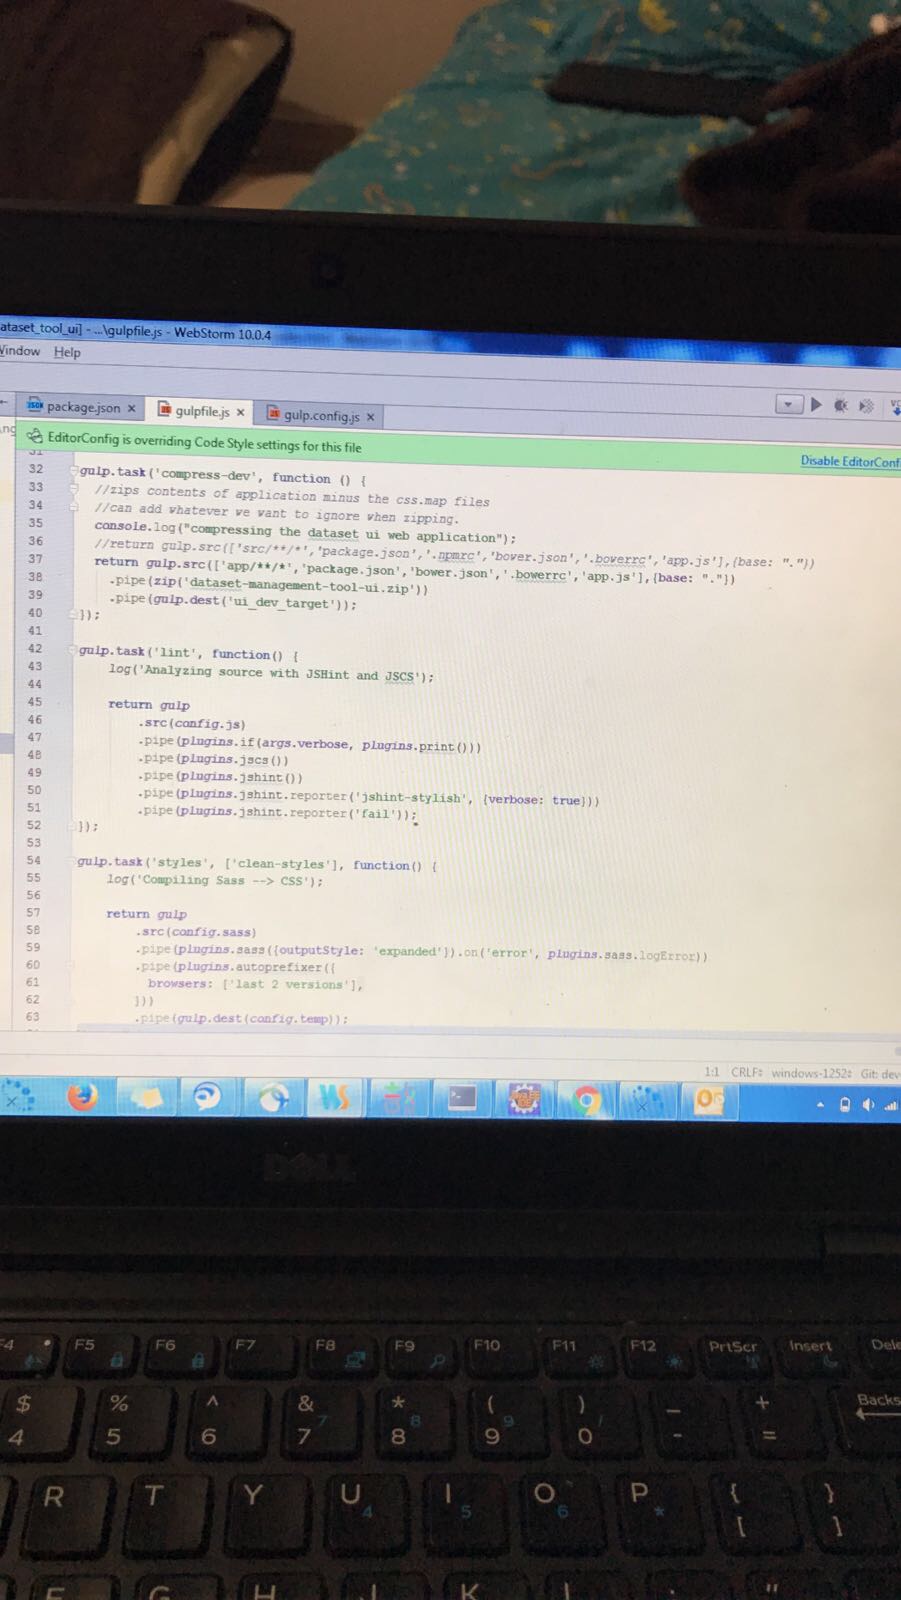 ataset_tool_ui] - ...\gulpfile.js - WebStorm 10.0.4
Window Help
package.json × gulpfile.js × gulp.config.js ×
EditorConfig is overriding Code Style settings for this file Disable EditorConfi
31
32 gulp.task('compress-dev', function () {
33 //zips contents of application minus the css.map files
34 //can add whatever we want to ignore when zipping.
35 console.log("compressing the dataset ui web application");
36 //return gulp.src(['src/**/*','package.json','.npmrc','bower.json','.bowerrc','app.js'],{base: "."})
37 return gulp.src(['app/**/*','package.json','bower.json','.bowerrc','app.js'],{base: "."})
38 .pipe(zip('dataset-management-tool-ui.zip'))
39 .pipe(gulp.dest('ui_dev_target'));
40 });
41
42 gulp.task('lint', function() {
43 log('Analyzing source with JSHint and JSCS');
44
45 return gulp
46 .src(config.js)
47 .pipe(plugins.if(args.verbose, plugins.print()))
48 .pipe(plugins.jscs())
49 .pipe(plugins.jshint())
50 .pipe(plugins.jshint.reporter('jshint-stylish', {verbose: true}))
51 .pipe(plugins.jshint.reporter('fail'));
52 });
53
54 gulp.task('styles', ['clean-styles'], function() {
55 log('Compiling Sass --> CSS');
56
57 return gulp
58 .src(config.sass)
59 .pipe(plugins.sass({outputStyle: 'expanded'}).on('error', plugins.sass.logError))
60 .pipe(plugins.autoprefixer({
61 browsers: ['last 2 versions'],
62 }))
63 .pipe(gulp.dest(config.temp));
1:1 CRLF÷ windows-1252÷ Git: dev
WS
DELL
F4 F5 F6 F7 F8 F9 F10 F11 F12 PrtScr Insert Dele
$ % ^ & * ( ) _ + Backs
4 5 6 7 7 8 8 9 9 0 / - =
R T Y U 4 I 5 O 6 P * { [ } ]
F G H J K L : "